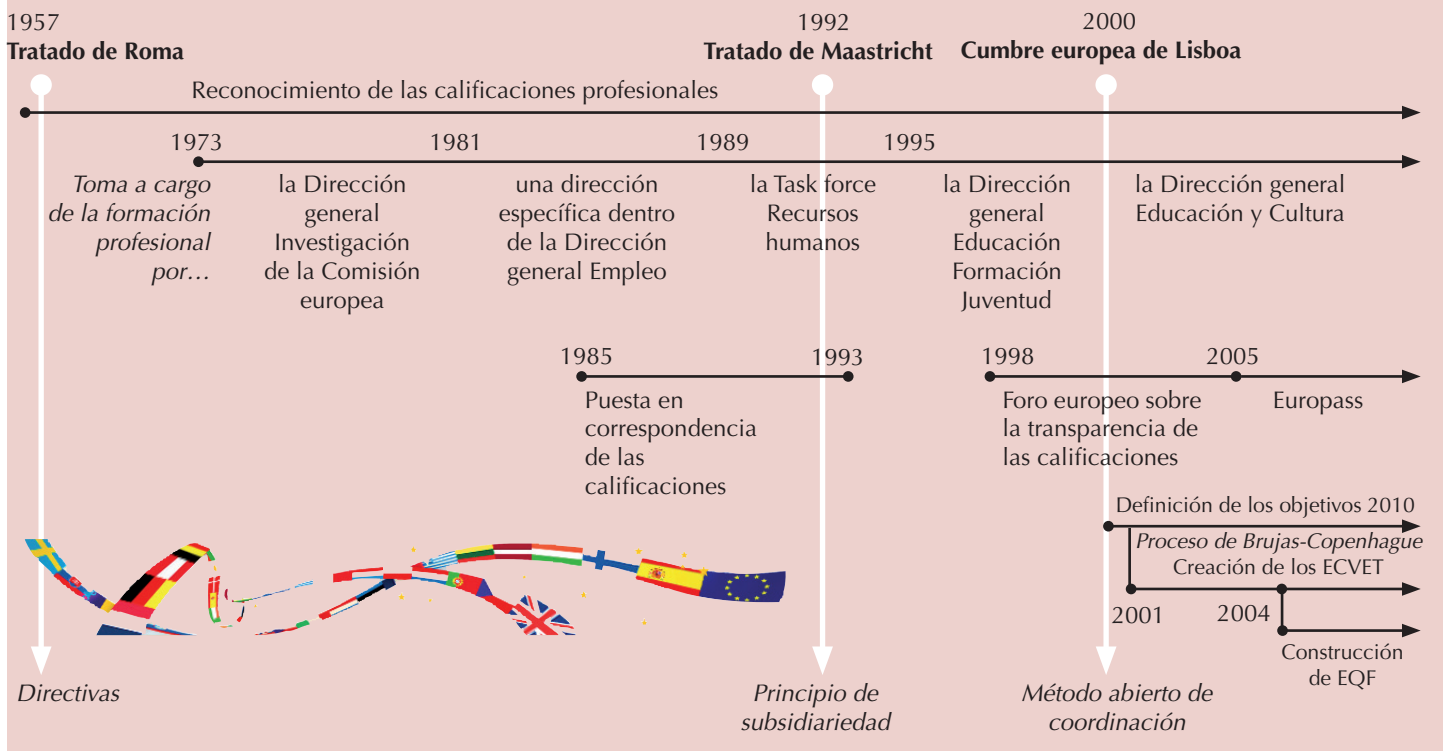 1957
Tratado de Roma
1992
Tratado de Maastricht
2000
Cumbre europea de Lisboa
Reconocimiento de las calificaciones profesionales
1973
1981
1989
1995
Toma a cargo
de la formación
profesional
por…
la Dirección
general
Investigación
de la Comisión
europea
una dirección
específica dentro
de la Dirección
general Empleo
la Task force
Recursos
humanos
la Dirección
general
Educación
Formación
Juventud
la Dirección general
Educación y Cultura
1985
1993
1998
2005
Puesta en
correspondencia
de las
calificaciones
Foro europeo sobre
la transparencia de
las calificaciones
Europass
Definición de los objetivos 2010
Proceso de Brujas-Copenhague
Creación de los ECVET
2001
2004
Construcción
de EQF
Directivas
Principio de
subsidiariedad
Método abierto de
coordinación